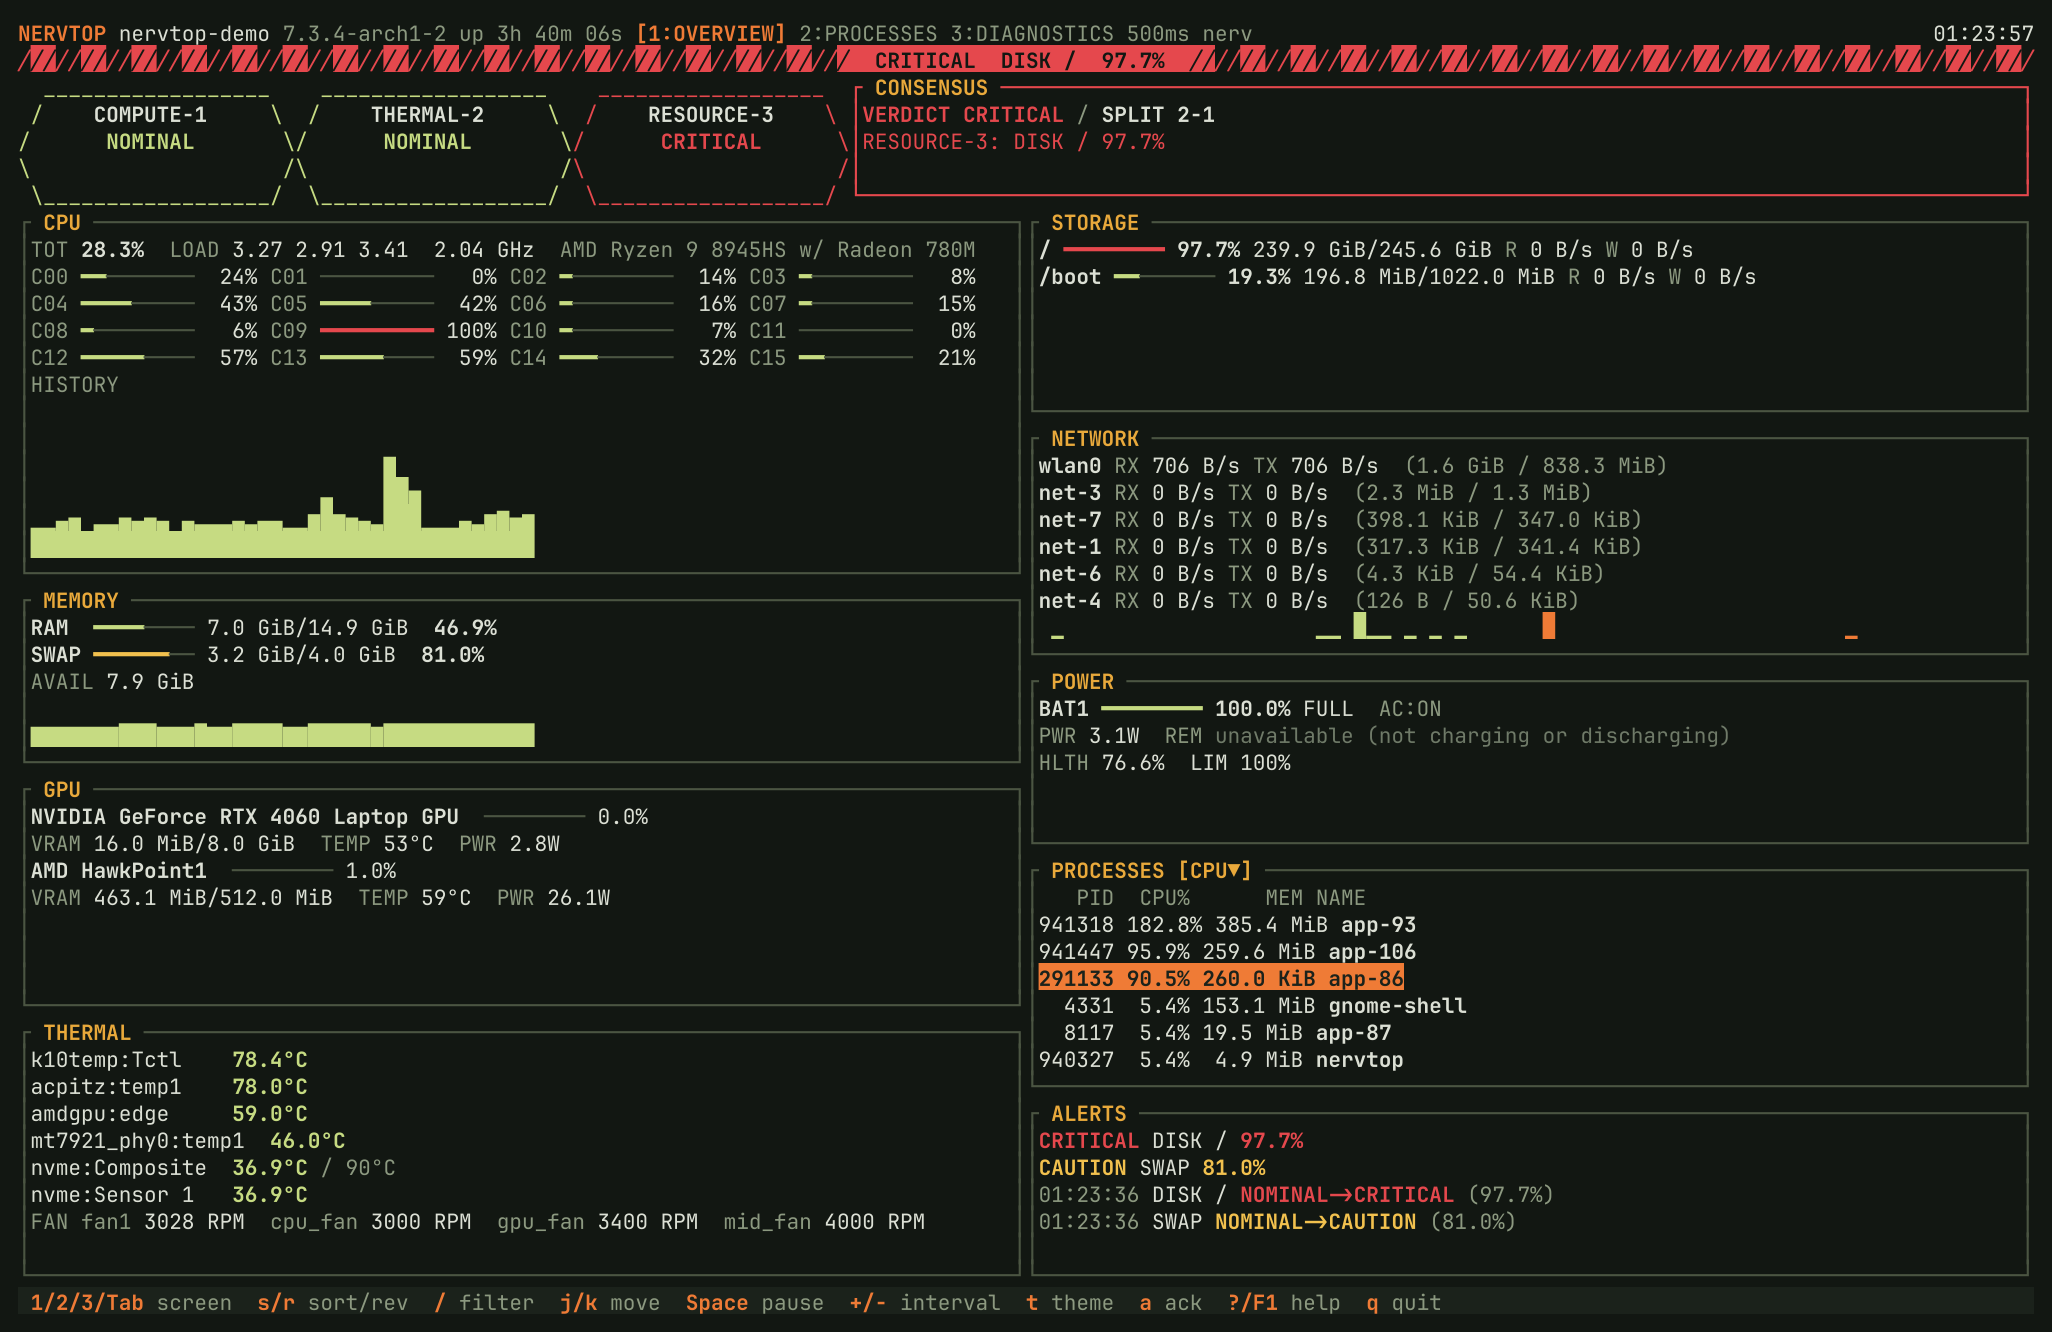 NERVTOP nervtop-demo 7.3.4-arch1-2 up 3h 40m 06s [1:OVERVIEW] 2:PROCESSES 3:DIAGNOSTICS 500ms nerv 01:23:57
CRITICAL DISK / 97.7%
COMPUTE-1
NOMINAL
THERMAL-2
NOMINAL
RESOURCE-3
CRITICAL
CONSENSUS
VERDICT CRITICAL / SPLIT 2-1
RESOURCE-3: DISK / 97.7%
CPU
TOT 28.3% LOAD 3.27 2.91 3.41 2.04 GHz AMD Ryzen 9 8945HS w/ Radeon 780M
C00 24% C01 0% C02 14% C03 8%
C04 43% C05 42% C06 16% C07 15%
C08 6% C09 100% C10 7% C11 0%
C12 57% C13 59% C14 32% C15 21%
HISTORY
MEMORY
RAM 7.0 GiB/14.9 GiB 46.9%
SWAP 3.2 GiB/4.0 GiB 81.0%
AVAIL 7.9 GiB
GPU
NVIDIA GeForce RTX 4060 Laptop GPU 0.0%
VRAM 16.0 MiB/8.0 GiB TEMP 53°C PWR 2.8W
AMD HawkPoint1 1.0%
VRAM 463.1 MiB/512.0 MiB TEMP 59°C PWR 26.1W
THERMAL
k10temp:Tctl 78.4°C
acpitz:temp1 78.0°C
amdgpu:edge 59.0°C
mt7921_phy0:temp1 46.0°C
nvme:Composite 36.9°C / 90°C
nvme:Sensor 1 36.9°C
FAN fan1 3028 RPM cpu_fan 3000 RPM gpu_fan 3400 RPM mid_fan 4000 RPM
STORAGE
/ 97.7% 239.9 GiB/245.6 GiB R 0 B/s W 0 B/s
/boot 19.3% 196.8 MiB/1022.0 MiB R 0 B/s W 0 B/s
NETWORK
wlan0 RX 706 B/s TX 706 B/s (1.6 GiB / 838.3 MiB)
net-3 RX 0 B/s TX 0 B/s (2.3 MiB / 1.3 MiB)
net-7 RX 0 B/s TX 0 B/s (398.1 KiB / 347.0 KiB)
net-1 RX 0 B/s TX 0 B/s (317.3 KiB / 341.4 KiB)
net-6 RX 0 B/s TX 0 B/s (4.3 KiB / 54.4 KiB)
net-4 RX 0 B/s TX 0 B/s (126 B / 50.6 KiB)
POWER
BAT1 100.0% FULL AC:ON
PWR 3.1W REM unavailable (not charging or discharging)
HLTH 76.6% LIM 100%
PROCESSES [CPU▼]
PID CPU% MEM NAME
941318 182.8% 385.4 MiB app-93
941447 95.9% 259.6 MiB app-106
291133 90.5% 260.0 KiB app-86
4331 5.4% 153.1 MiB gnome-shell
8117 5.4% 19.5 MiB app-87
940327 5.4% 4.9 MiB nervtop
ALERTS
CRITICAL DISK / 97.7%
CAUTION SWAP 81.0%
01:23:36 DISK / NOMINAL→CRITICAL (97.7%)
01:23:36 SWAP NOMINAL→CAUTION (81.0%)
1/2/3/Tab screen s/r sort/rev / filter j/k move Space pause +/- interval t theme a ack ?/F1 help q quit